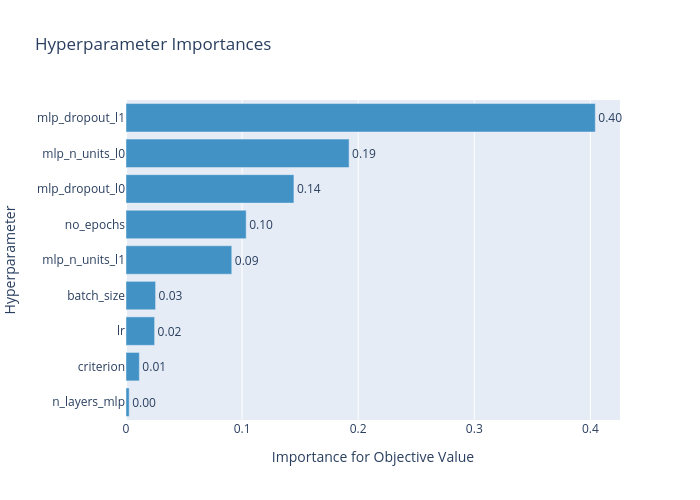 Hyperparameter Importances
mlp_dropout_l1 0.40
mlp_n_units_l0 0.19
mlp_dropout_l0 0.14
no_epochs 0.10
mlp_n_units_l1 0.09
batch_size 0.03
lr 0.02
criterion 0.01
n_layers_mlp 0.00
0 0.1 0.2 0.3 0.4
Importance for Objective Value
Hyperparameter